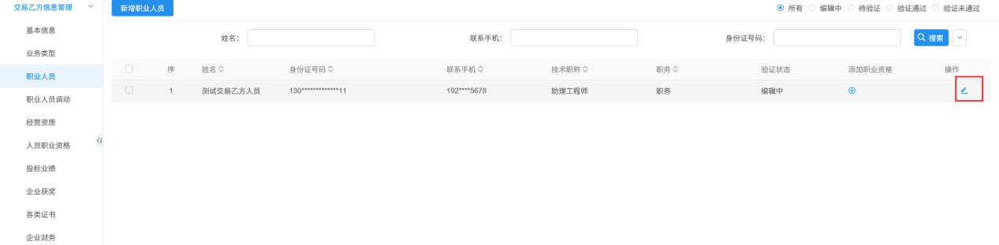 交易乙方信息管理
新增职业人员
所有 编辑中 待验证 验证通过 验证未通过
基本信息
业务类型
职业人员
职业人员调动
经营资质
人员职业资格
投标业绩
企业获奖
各类证书
企业财务
姓名: 联系手机: 身份证号码: 搜索
序 姓名 身份证号码 联系手机 技术职称 职务 验证状态 添加职业资格 操作
1 测试交易乙方人员 130*************11 192****5678 助理工程师 职务 编辑中